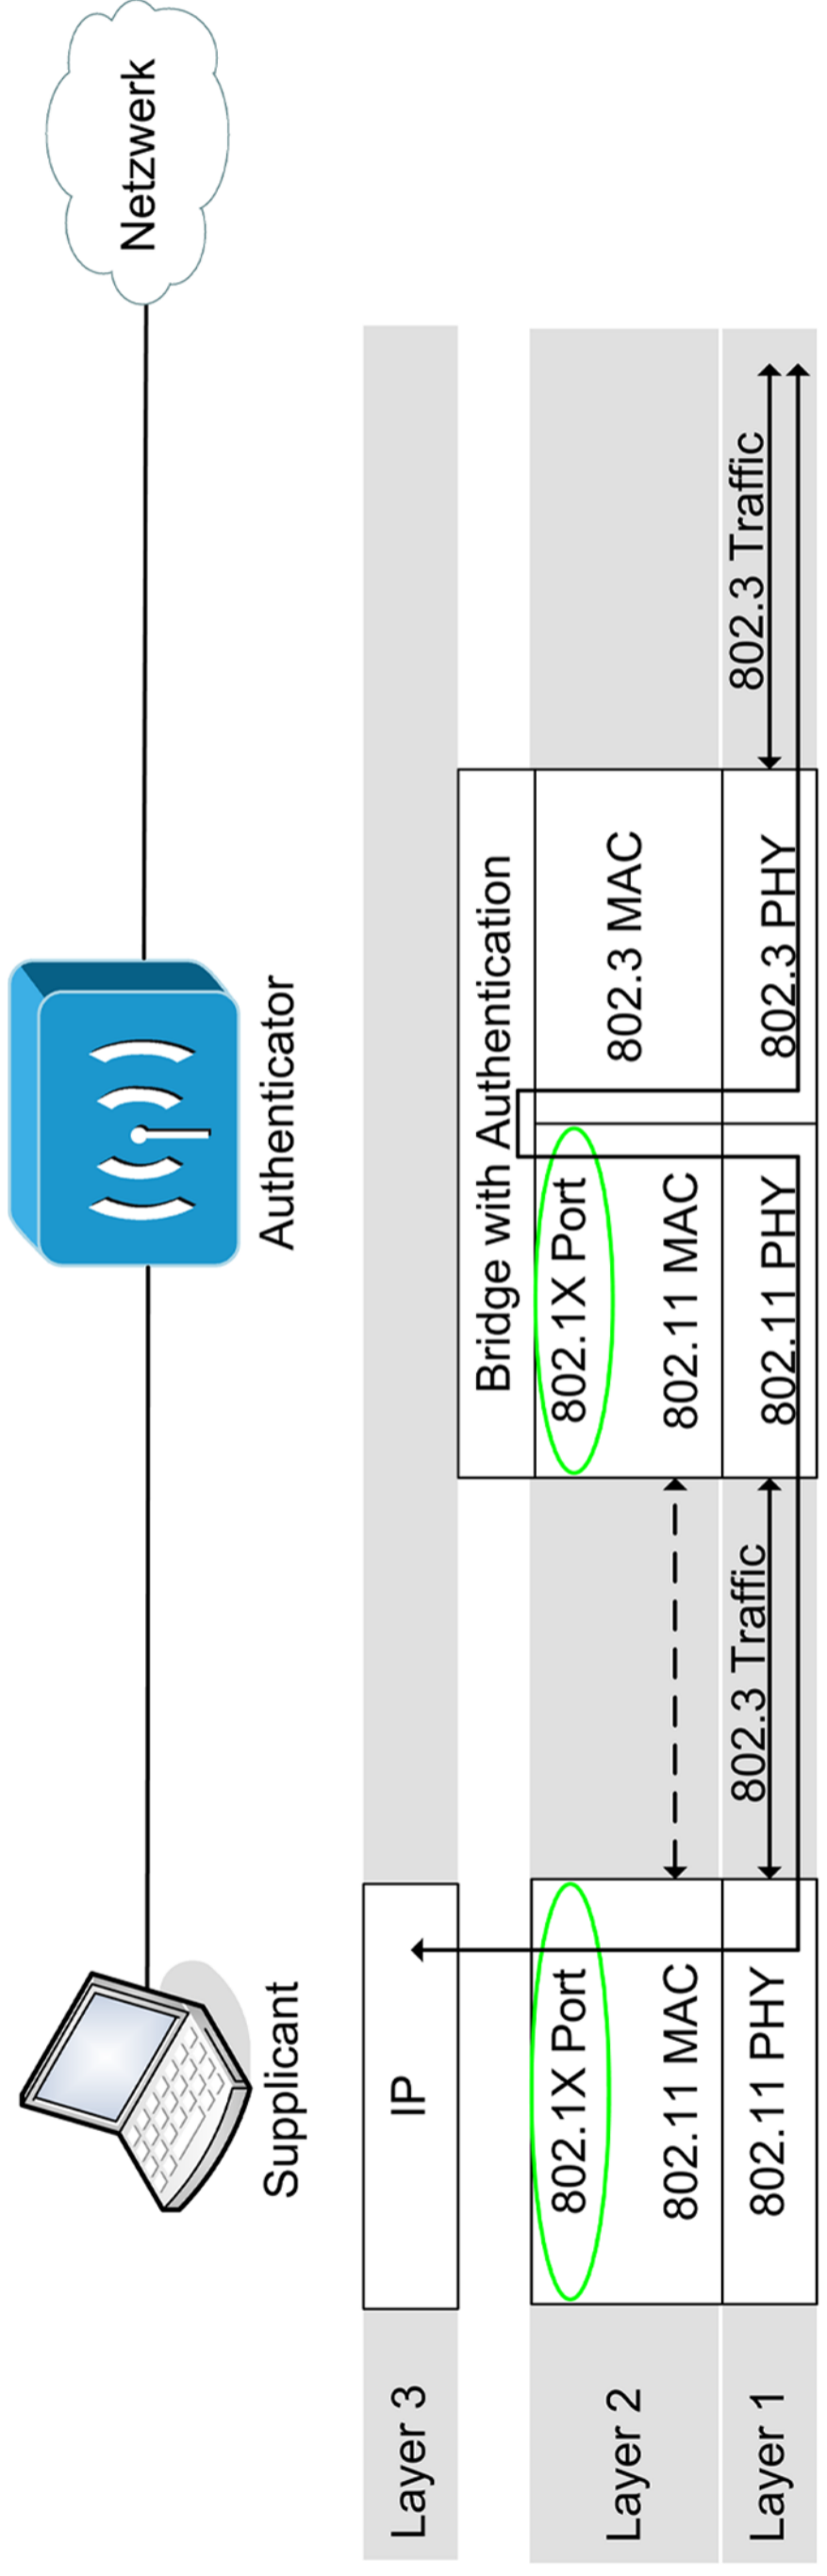 Netzwerk
Supplicant
Authenticator
Layer 3
IP
Bridge with Authentication
Layer 2
802.1X Port
802.11 MAC
802.1X Port
802.11 MAC
802.3 MAC
Layer 1
802.11 PHY
802.3 Traffic
802.11 PHY
802.3 PHY
802.3 Traffic